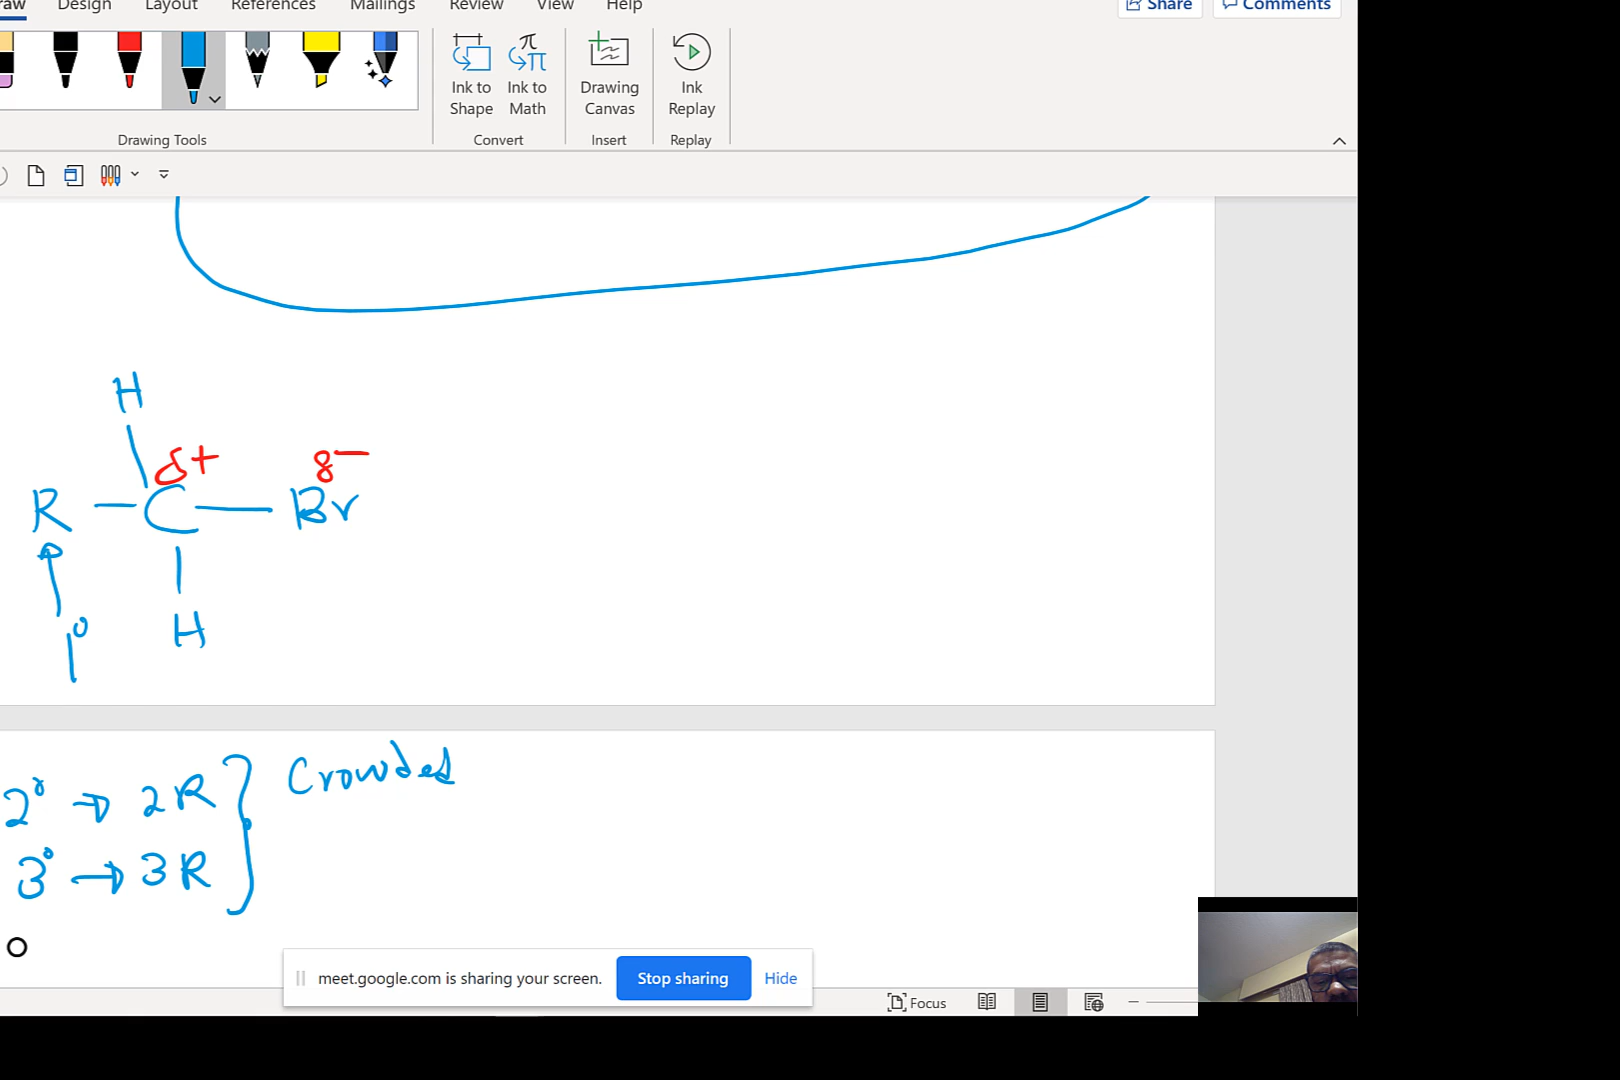 Design Layout References Mailings Review View Help Share Comments
Ink to Shape Ink to Math Drawing Canvas Ink Replay
Drawing Tools Convert Insert Replay
H
δ+ 8−
R − C − Br
1°
H
2° → 2R } Crowded
3° → 3R
meet.google.com is sharing your screen. Stop sharing Hide
Focus